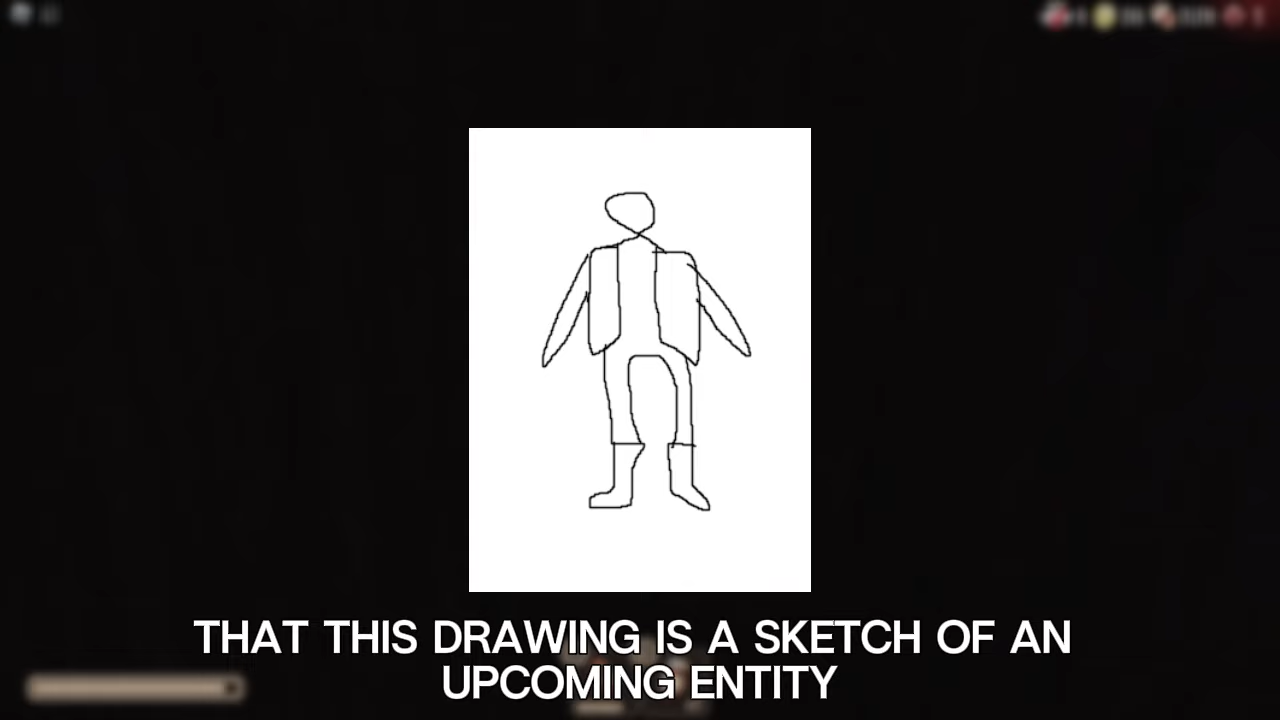 THAT THIS DRAWING IS A SKETCH OF AN
UPCOMING ENTITY